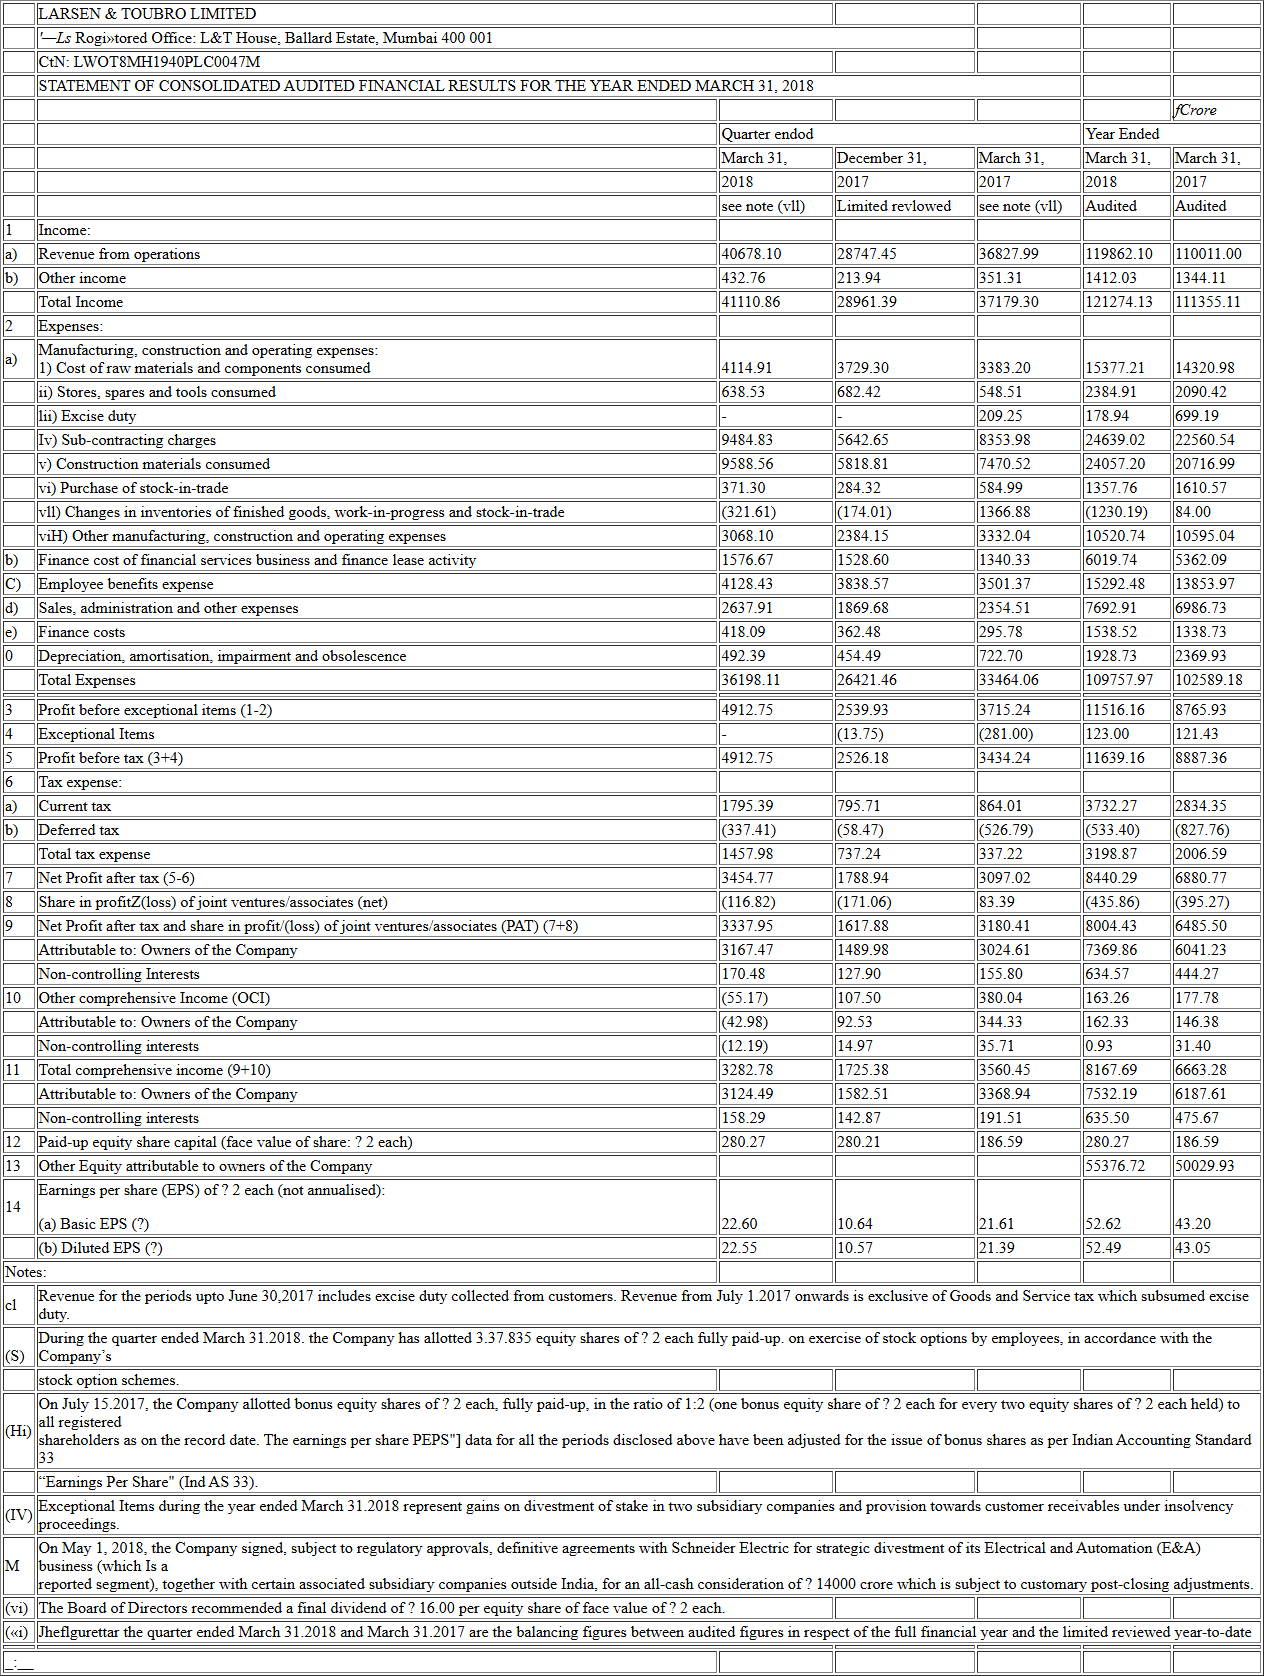 LARSEN & TOUBRO LIMITED
'—Ls Rogi»tored Office: L&T House, Ballard Estate, Mumbai 400 001
CtN: LWOT8MH1940PLC0047M
STATEMENT OF CONSOLIDATED AUDITED FINANCIAL RESULTS FOR THE YEAR ENDED MARCH 31, 2018
fCrore
Quarter endod Year Ended
March 31, December 31, March 31, March 31, March 31,
2018 2017 2017 2018 2017
see note (vll) Limited revlowed see note (vll) Audited Audited
1 Income:
a) Revenue from operations 40678.10 28747.45 36827.99 119862.10 110011.00
b) Other income 432.76 213.94 351.31 1412.03 1344.11
Total Income 41110.86 28961.39 37179.30 121274.13 111355.11
2 Expenses:
a) Manufacturing, construction and operating expenses:
1) Cost of raw materials and components consumed 4114.91 3729.30 3383.20 15377.21 14320.98
ii) Stores, spares and tools consumed 638.53 682.42 548.51 2384.91 2090.42
lii) Excise duty - - 209.25 178.94 699.19
Iv) Sub-contracting charges 9484.83 5642.65 8353.98 24639.02 22560.54
v) Construction materials consumed 9588.56 5818.81 7470.52 24057.20 20716.99
vi) Purchase of stock-in-trade 371.30 284.32 584.99 1357.76 1610.57
vll) Changes in inventories of finished goods, work-in-progress and stock-in-trade (321.61) (174.01) 1366.88 (1230.19) 84.00
viH) Other manufacturing, construction and operating expenses 3068.10 2384.15 3332.04 10520.74 10595.04
b) Finance cost of financial services business and finance lease activity 1576.67 1528.60 1340.33 6019.74 5362.09
C) Employee benefits expense 4128.43 3838.57 3501.37 15292.48 13853.97
d) Sales, administration and other expenses 2637.91 1869.68 2354.51 7692.91 6986.73
e) Finance costs 418.09 362.48 295.78 1538.52 1338.73
0 Depreciation, amortisation, impairment and obsolescence 492.39 454.49 722.70 1928.73 2369.93
Total Expenses 36198.11 26421.46 33464.06 109757.97 102589.18
3 Profit before exceptional items (1-2) 4912.75 2539.93 3715.24 11516.16 8765.93
4 Exceptional Items - (13.75) (281.00) 123.00 121.43
5 Profit before tax (3+4) 4912.75 2526.18 3434.24 11639.16 8887.36
6 Tax expense:
a) Current tax 1795.39 795.71 864.01 3732.27 2834.35
b) Deferred tax (337.41) (58.47) (526.79) (533.40) (827.76)
Total tax expense 1457.98 737.24 337.22 3198.87 2006.59
7 Net Profit after tax (5-6) 3454.77 1788.94 3097.02 8440.29 6880.77
8 Share in profitZ(loss) of joint ventures/associates (net) (116.82) (171.06) 83.39 (435.86) (395.27)
9 Net Profit after tax and share in profit/(loss) of joint ventures/associates (PAT) (7+8) 3337.95 1617.88 3180.41 8004.43 6485.50
Attributable to: Owners of the Company 3167.47 1489.98 3024.61 7369.86 6041.23
Non-controlling Interests 170.48 127.90 155.80 634.57 444.27
10 Other comprehensive Income (OCI) (55.17) 107.50 380.04 163.26 177.78
Attributable to: Owners of the Company (42.98) 92.53 344.33 162.33 146.38
Non-controlling interests (12.19) 14.97 35.71 0.93 31.40
11 Total comprehensive income (9+10) 3282.78 1725.38 3560.45 8167.69 6663.28
Attributable to: Owners of the Company 3124.49 1582.51 3368.94 7532.19 6187.61
Non-controlling interests 158.29 142.87 191.51 635.50 475.67
12 Paid-up equity share capital (face value of share: ? 2 each) 280.27 280.21 186.59 280.27 186.59
13 Other Equity attributable to owners of the Company 55376.72 50029.93
14 Earnings per share (EPS) of ? 2 each (not annualised):
(a) Basic EPS (?) 22.60 10.64 21.61 52.62 43.20
(b) Diluted EPS (?) 22.55 10.57 21.39 52.49 43.05
Notes:
cl Revenue for the periods upto June 30,2017 includes excise duty collected from customers. Revenue from July 1.2017 onwards is exclusive of Goods and Service tax which subsumed excise
duty.
(S) During the quarter ended March 31.2018. the Company has allotted 3.37.835 equity shares of ? 2 each fully paid-up. on exercise of stock options by employees, in accordance with the
Company's
stock option schemes.
(Hi) On July 15.2017, the Company allotted bonus equity shares of ? 2 each, fully paid-up, in the ratio of 1:2 (one bonus equity share of ? 2 each for every two equity shares of ? 2 each held) to
all registered
shareholders as on the record date. The earnings per share PEPS"] data for all the periods disclosed above have been adjusted for the issue of bonus shares as per Indian Accounting Standard
33
“Earnings Per Share" (Ind AS 33).
(IV) Exceptional Items during the year ended March 31.2018 represent gains on divestment of stake in two subsidiary companies and provision towards customer receivables under insolvency
proceedings.
M On May 1, 2018, the Company signed, subject to regulatory approvals, definitive agreements with Schneider Electric for strategic divestment of its Electrical and Automation (E&A)
business (which Is a
reported segment), together with certain associated subsidiary companies outside India, for an all-cash consideration of ? 14000 crore which is subject to customary post-closing adjustments.
(vi) The Board of Directors recommended a final dividend of ? 16.00 per equity share of face value of ? 2 each.
(«i) Jheflgurettar the quarter ended March 31.2018 and March 31.2017 are the balancing figures between audited figures in respect of the full financial year and the limited reviewed year-to-date
_:__